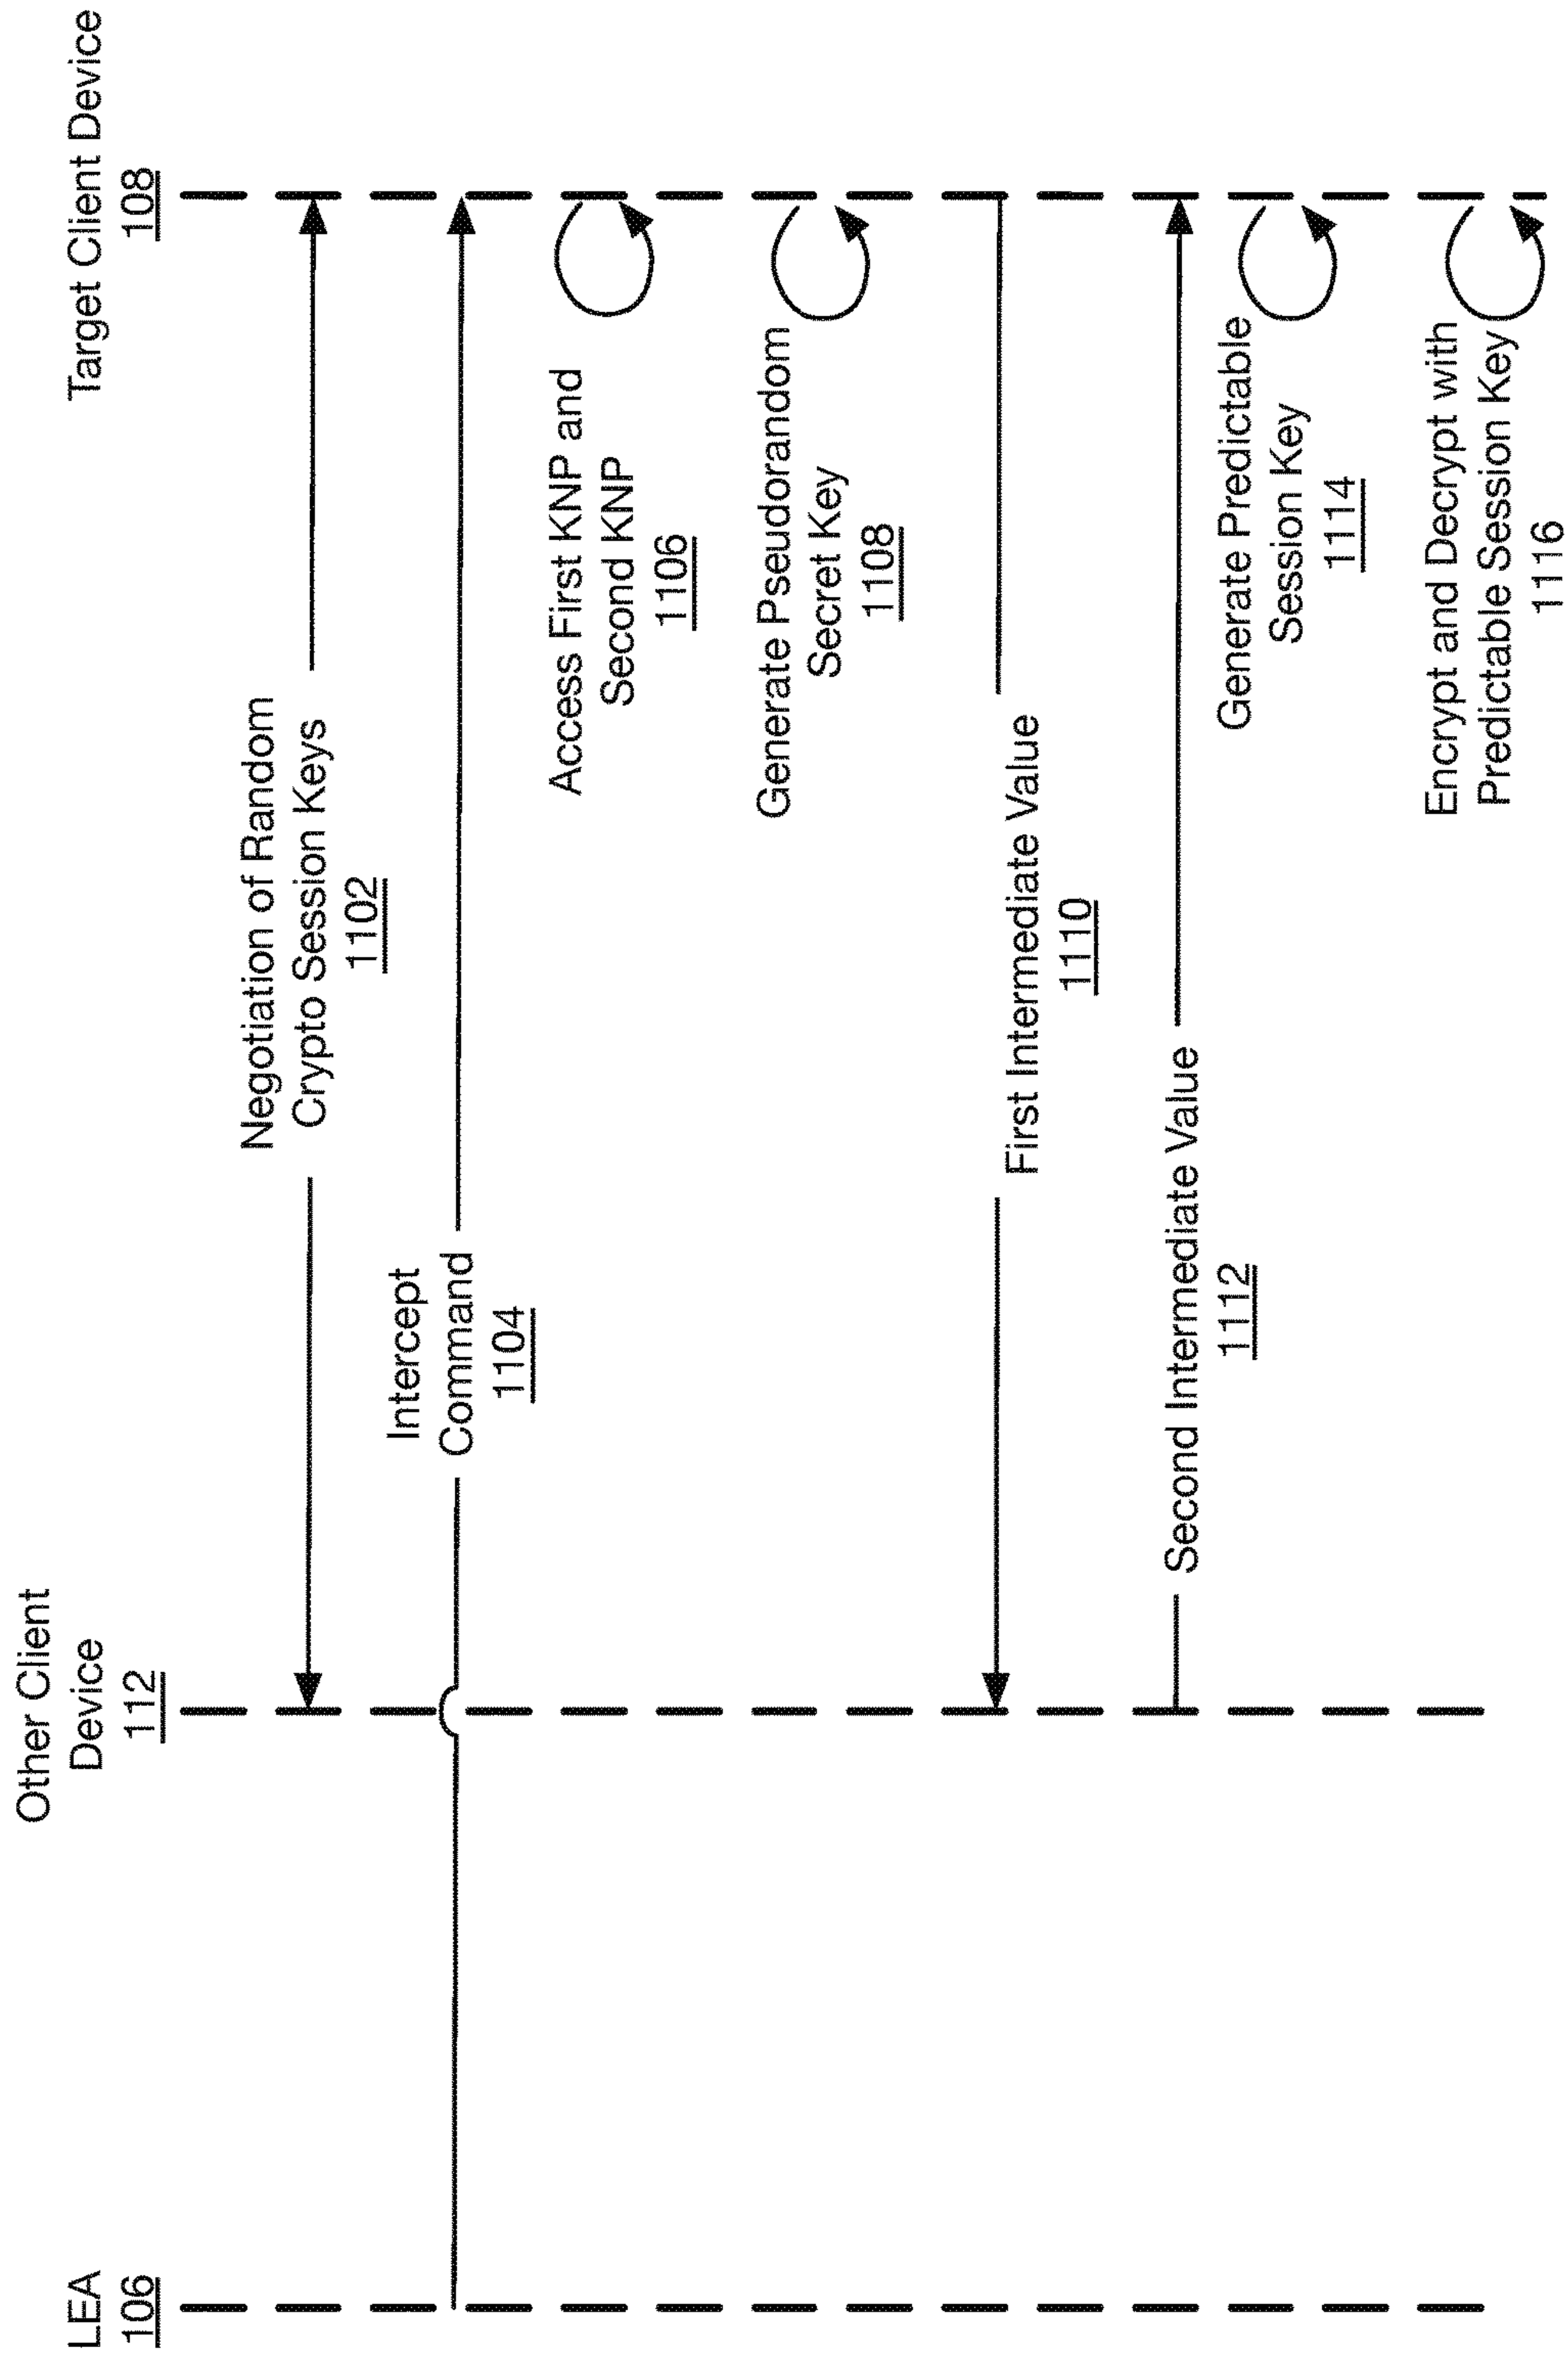 LEA
106
Other Client
Device
112
Target Client Device
108
Negotiation of Random
Crypto Session Keys
1102
Intercept
Command
1104
Access First KNP and
Second KNP
1106
Generate Pseudorandom
Secret Key
1108
First Intermediate Value
1110
Second Intermediate Value
1112
Generate Predictable
Session Key
1114
Encrypt and Decrypt with
Predictable Session Key
1116